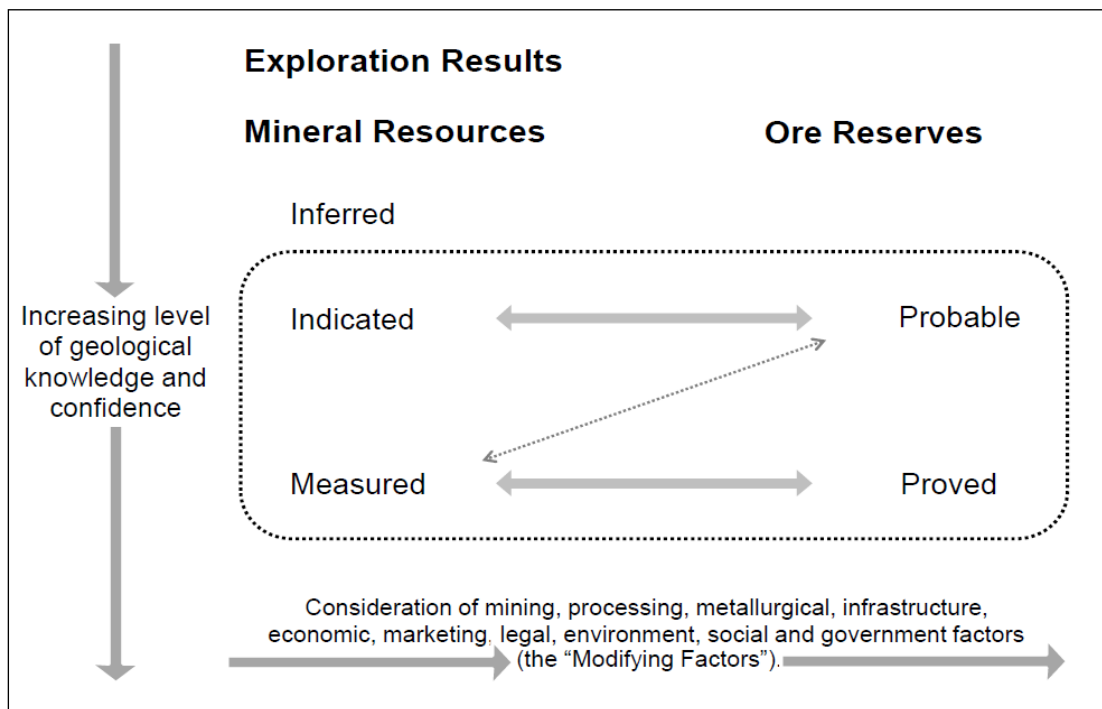 Exploration Results
Mineral Resources
Ore Reserves
Inferred
Indicated
Probable
Measured
Proved
Increasing level
of geological
knowledge and
confidence
Consideration of mining, processing, metallurgical, infrastructure,
economic, marketing, legal, environment, social and government factors
(the “Modifying Factors”).